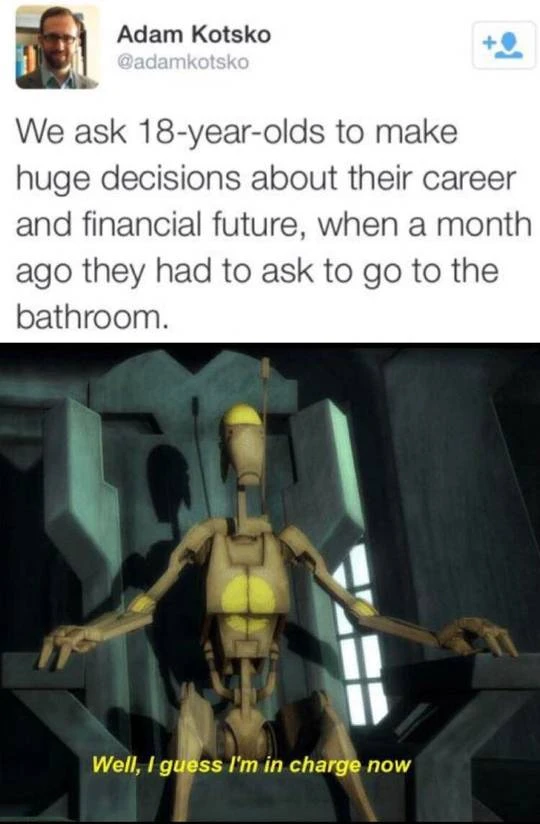 Adam Kotsko
@adamkotsko
We ask 18-year-olds to make
huge decisions about their career
and financial future, when a month
ago they had to ask to go to the
bathroom.
Well, I guess I'm in charge now